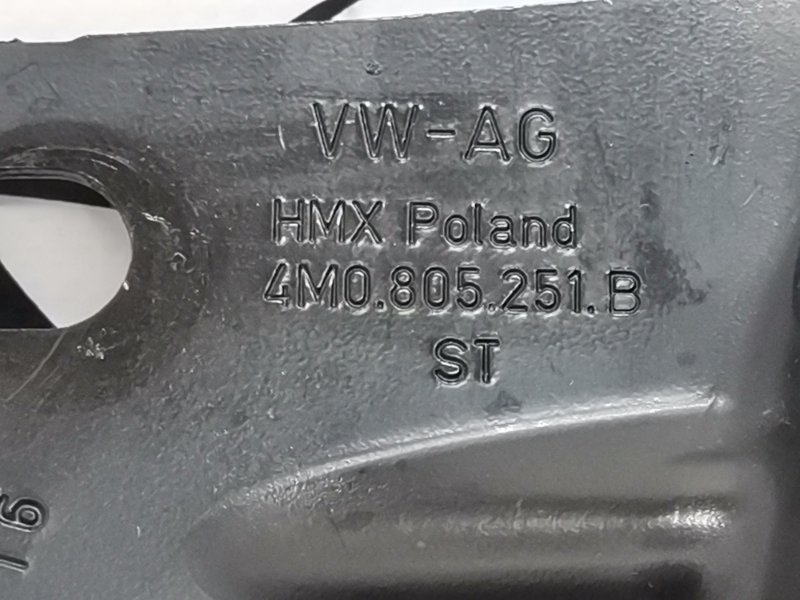 VW-AG
HMX Poland
4M0.805.251.B
ST